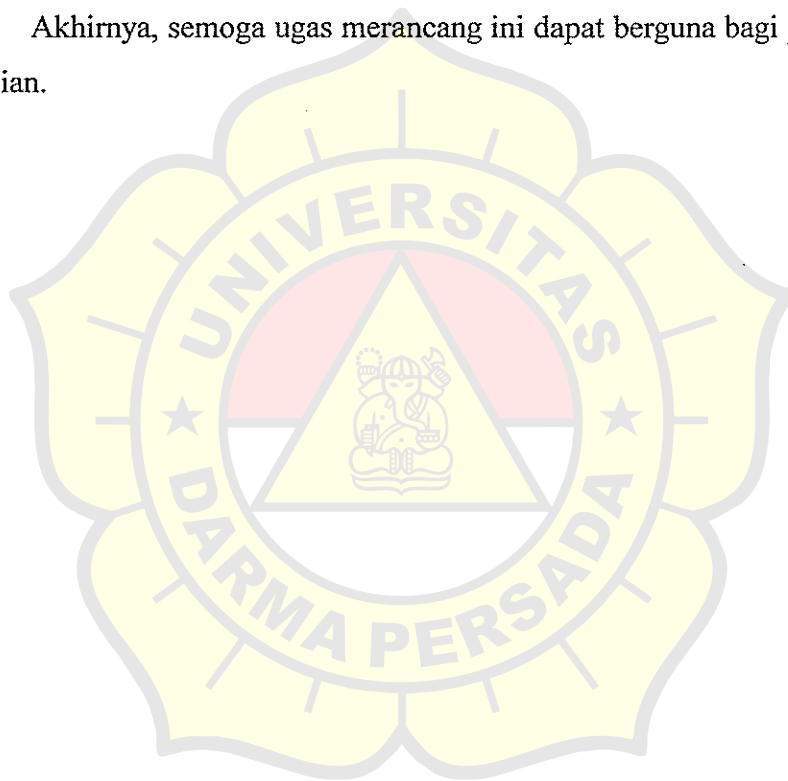 Akhirnya, semoga ugas merancang ini dapat berguna bagi
ian.
UNIVERSITAS
DARMA PERSADA